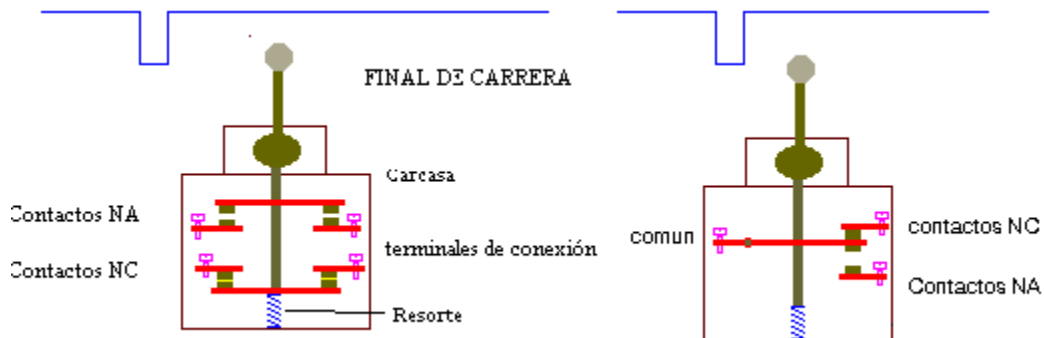 FINAL DE CARRERA
Carcasa
Contactos NA
terminales de conexión
Contactos NC
Resorte
comun
contactos NC
Contactos NA